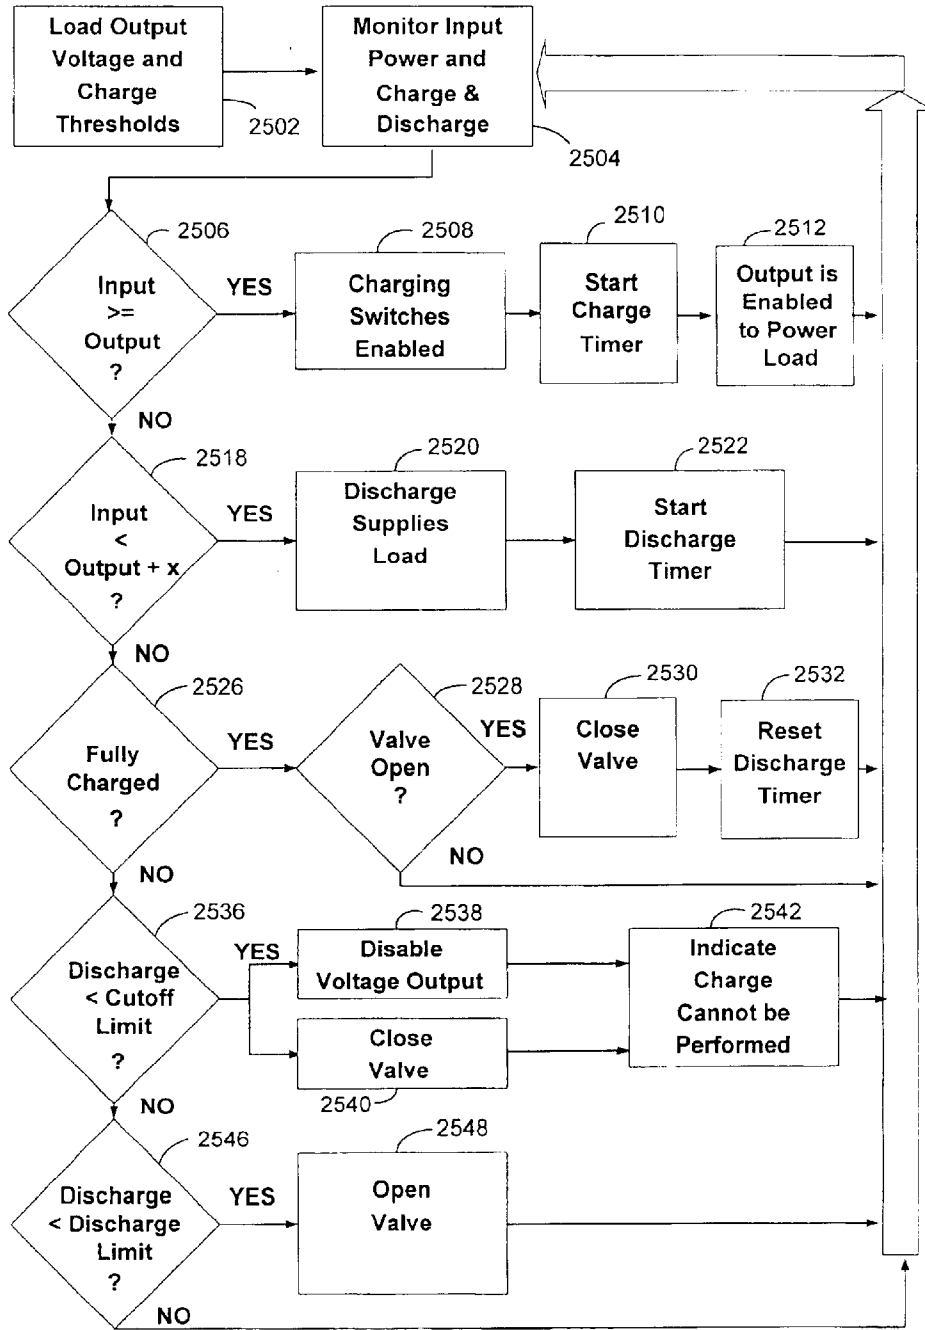 Load Output
Voltage and
Charge
Thresholds
2502
Monitor Input
Power and
Charge &
Discharge
2504
2506
Input
>=
Output
?
YES
2508
Charging
Switches
Enabled
2510
Start
Charge
Timer
2512
Output is
Enabled
to Power
Load
NO
2518
Input
<
Output + x
?
YES
2520
Discharge
Supplies
Load
2522
Start
Discharge
Timer
NO
2526
Fully
Charged
?
YES
2528
Valve
Open
?
YES
2530
Close
Valve
2532
Reset
Discharge
Timer
NO
NO
2536
Discharge
< Cutoff
Limit
?
YES
2538
Disable
Voltage Output
Close
Valve
2540
2542
Indicate
Charge
Cannot be
Performed
NO
2546
Discharge
< Discharge
Limit
?
YES
2548
Open
Valve
NO